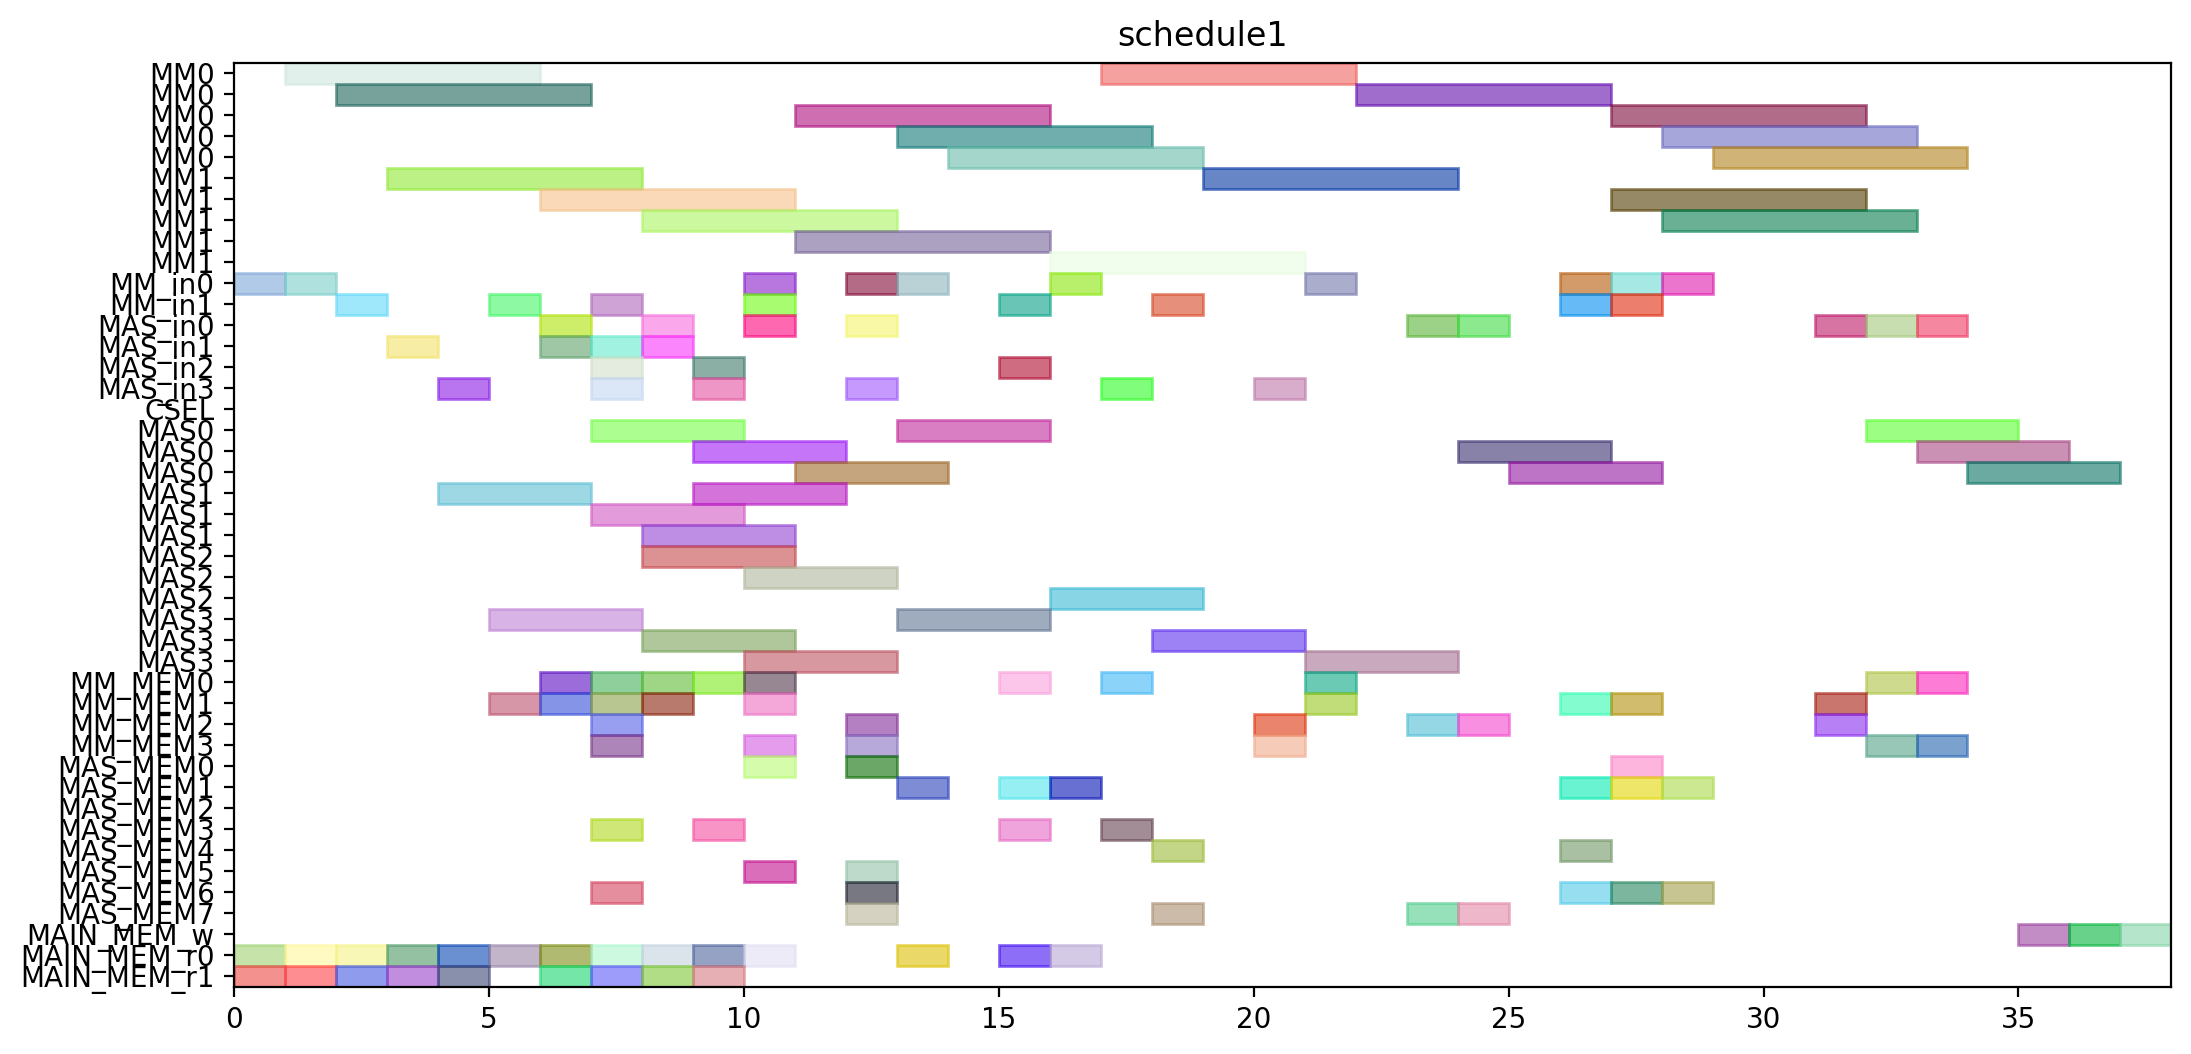 schedule1
MM0
MM0
MM0
MM0
MM0
MM1
MM1
MM1
MM1
MM1
MM_in0
MM_in1
MAS_in0
MAS_in1
MAS_in2
MAS_in3
CSEL
MAS0
MAS0
MAS0
MAS1
MAS1
MAS1
MAS2
MAS2
MAS2
MAS3
MAS3
MAS3
MM_MEM0
MM_MEM1
MM_MEM2
MM_MEM3
MAS_MEM0
MAS_MEM1
MAS_MEM2
MAS_MEM3
MAS_MEM4
MAS_MEM5
MAS_MEM6
MAS_MEM7
MAIN_MEM_w
MAIN_MEM_r0
MAIN_MEM_r1
0 5 10 15 20 25 30 35